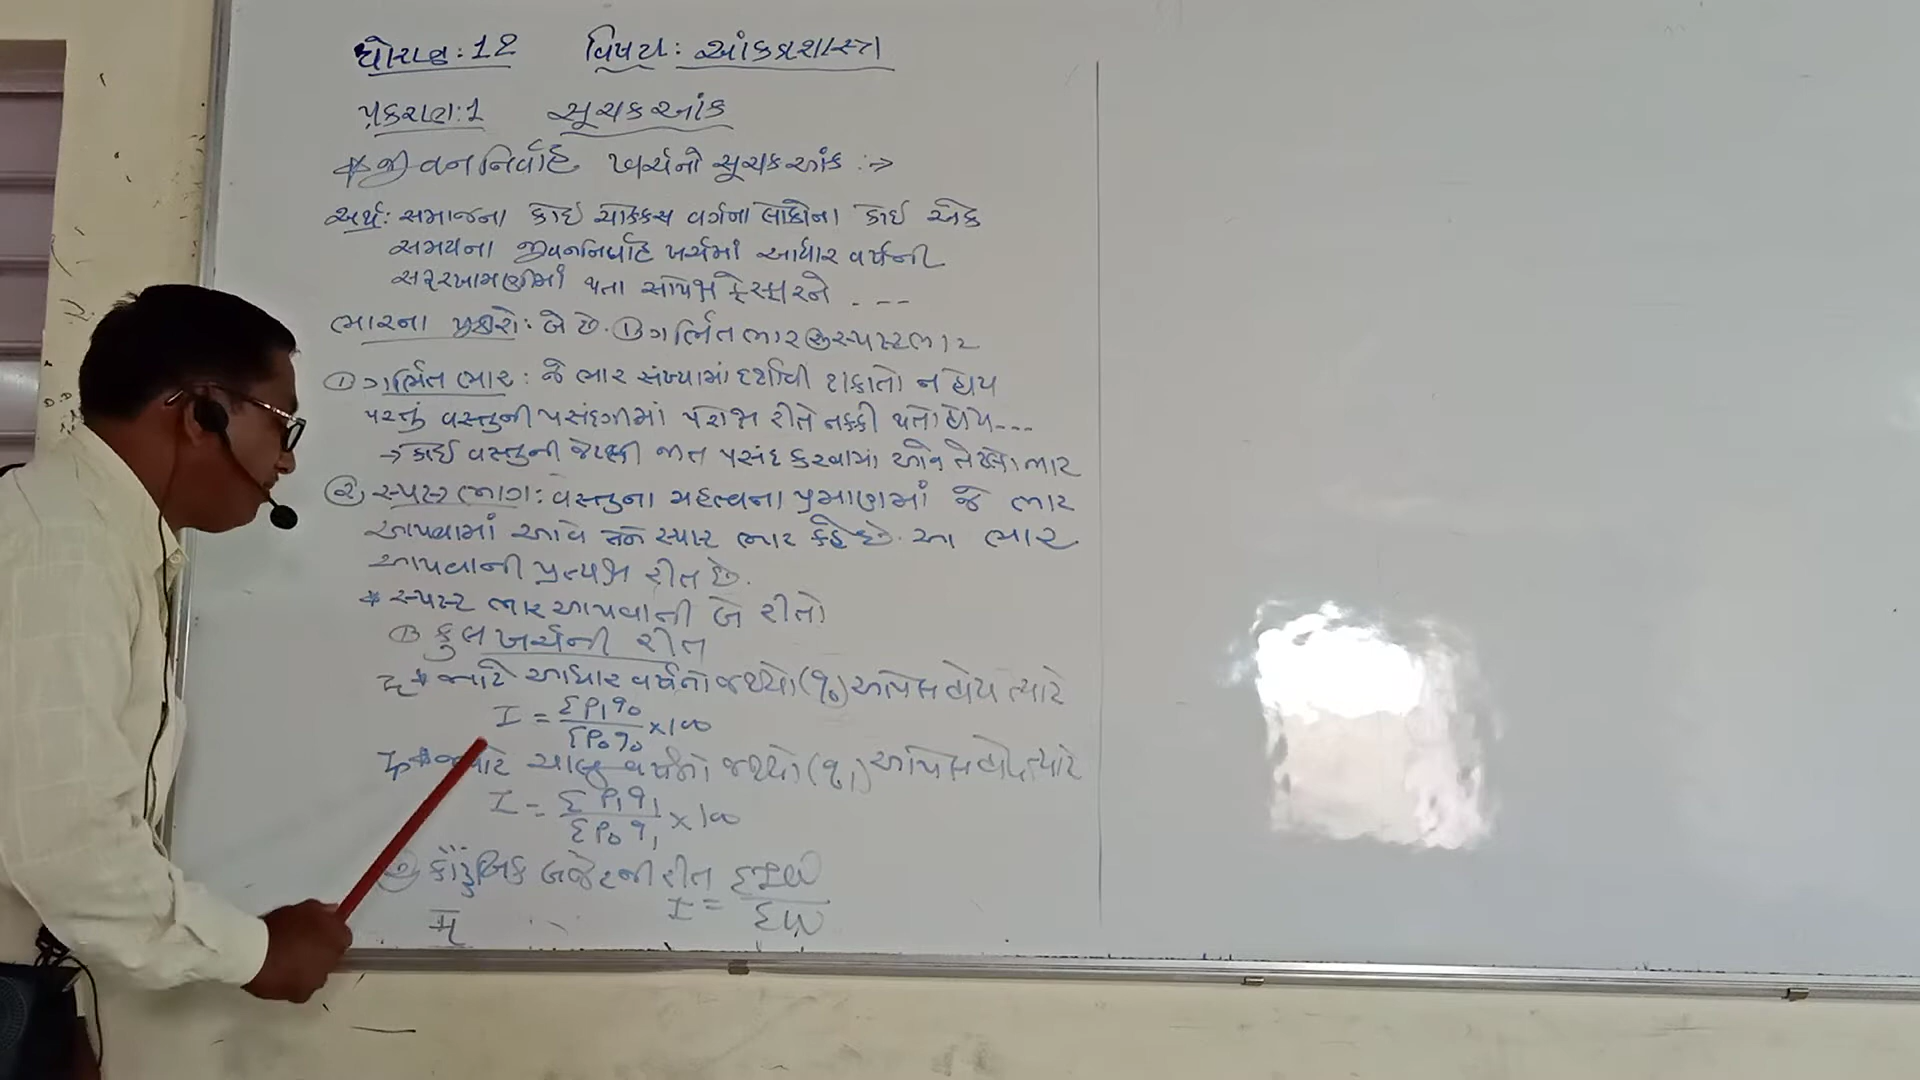 ધોરણ : 12 વિષય : આંકડાશાસ્ત્ર
પ્રકરણ : 1 સૂચકઆંક
* જીવનનિર્વાહ ખર્ચનો સૂચકઆંક :→
અર્થ : સમાજના કોઈ ચોક્કસ વર્ગના લોકોના કોઈ એક
સમયના જીવનનિર્વાહ ખર્ચમાં આધાર વર્ષની
સરખામણીમાં થતા સાપેક્ષ ફેરફારને ----
ભારના પ્રકારો : બે છે. ① ગર્ભિત ભાર ② સ્પષ્ટ ભાર
① ગર્ભિત ભાર : જે ભાર સંખ્યામાં દર્શાવી શકાતો ન હોય
પરંતુ વસ્તુની પસંદગીમાં પરોક્ષ રીતે નક્કી થતો હોય---
→ કોઈ વસ્તુની જેટલી જાત પસંદ કરવામાં આવે તેટલો ભાર
② સ્પષ્ટ ભાગ : વસ્તુના મહત્વના પ્રમાણમાં જે ભાર
આપવામાં આવે તેને સ્પષ્ટ ભાર કહે છે. આ ભાર
આપવાની પ્રત્યક્ષ રીત છે.
* સ્પષ્ટ ભાર આપવાની બે રીતો
① કુલ ખર્ચની રીત
* જ્યારે આધાર વર્ષનો જથ્થો (q₀) આપેલ હોય ત્યારે
I = Σp₁q₀ / Σp₀q₀ × 100
* જ્યારે ચાલુ વર્ષનો જથ્થો (q₁) આપેલ હોય ત્યારે
I = Σp₁q₁ / Σp₀q₁ × 100
② કૌટુંબિક બજેટની રીત
I = ΣIW / ΣW